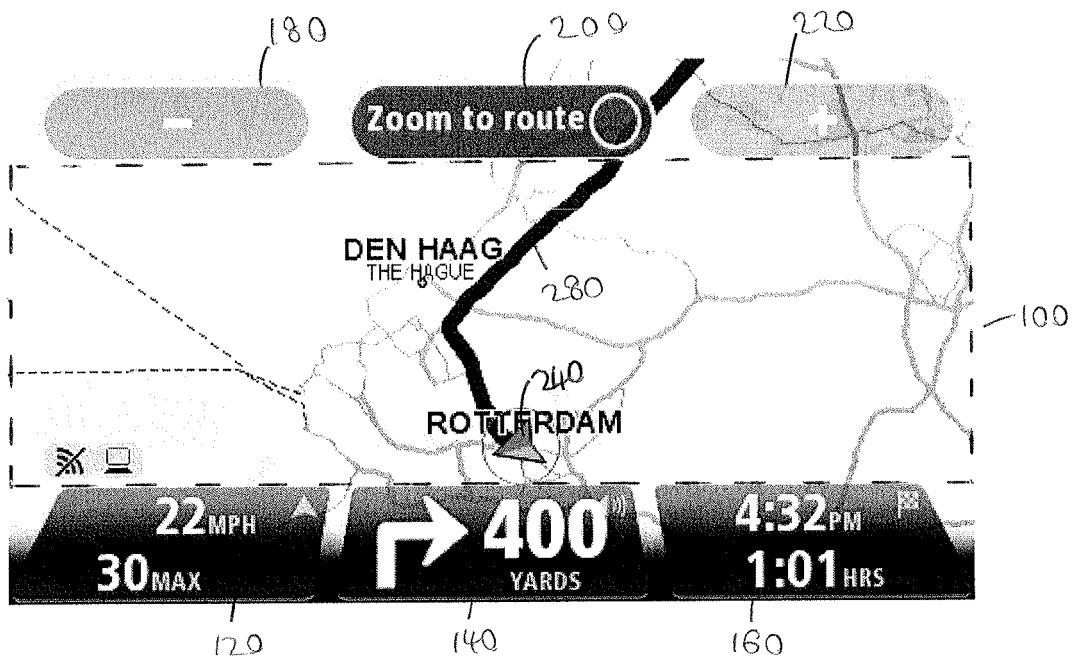 180 200 220
- Zoom to route +
DEN HAAG
THE HAGUE
280
100
240
ROTTERDAM
22MPH 400 4:32PM
30MAX YARDS 1:01HRS
120 140 160